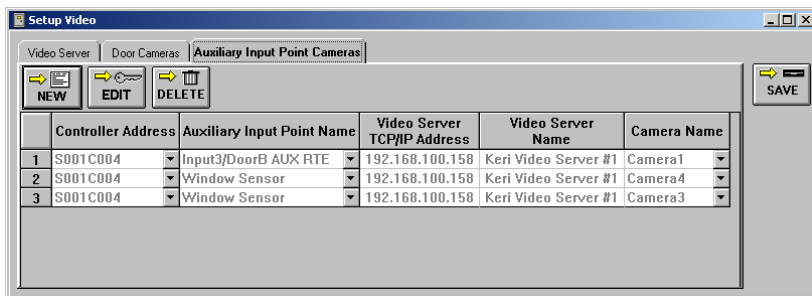 Setup Video
Video Server Door Cameras Auxiliary Input Point Cameras
NEW EDIT DELETE SAVE
Controller Address Auxiliary Input Point Name Video Server TCP/IP Address Video Server Name Camera Name
1 S001C004 Input3/DoorB AUX RTE 192.168.100.158 Keri Video Server #1 Camera1
2 S001C004 Window Sensor 192.168.100.158 Keri Video Server #1 Camera4
3 S001C004 Window Sensor 192.168.100.158 Keri Video Server #1 Camera3